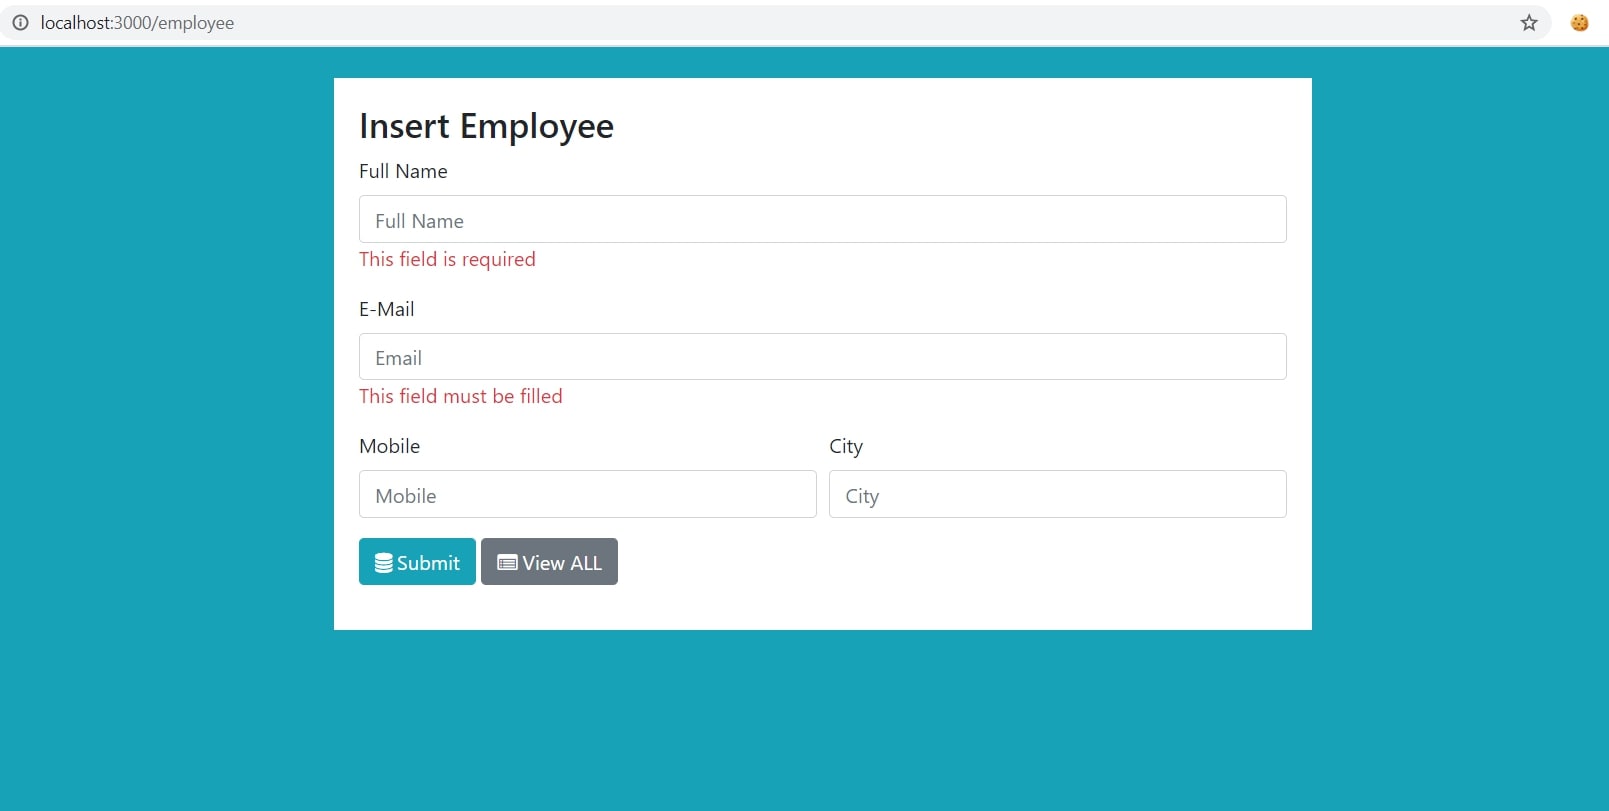 localhost:3000/employee
Insert Employee
Full Name
Full Name
This field is required
E-Mail
Email
This field must be filled
Mobile City
Mobile City
Submit View ALL